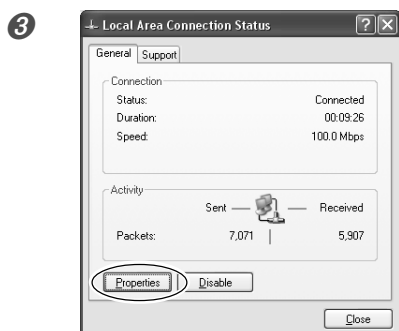 3
Local Area Connection Status
General Support
Connection
Status: Connected
Duration: 00:09:26
Speed: 100.0 Mbps
Activity
Sent — — Received
Packets: 7,071 | 5,907
Properties Disable
Close